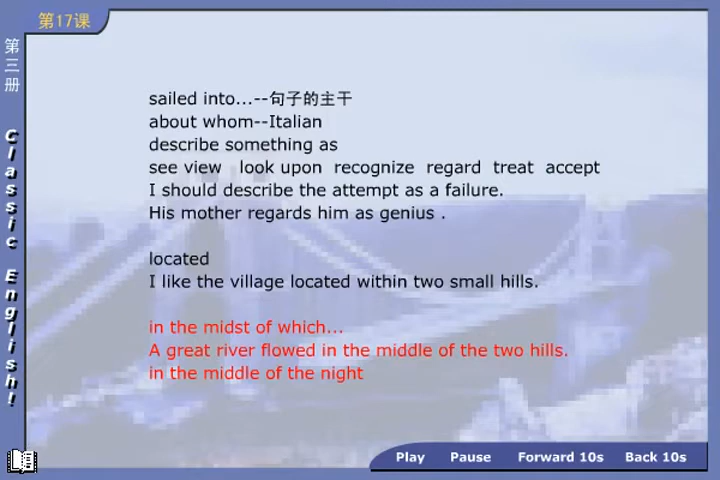 第17课
第三册
Classic English!
sailed into...--句子的主干
about whom--Italian
describe something as
see view look upon recognize regard treat accept
I should describe the attempt as a failure.
His mother regards him as genius .
located
I like the village located within two small hills.
in the midst of which...
A great river flowed in the middle of the two hills.
in the middle of the night
Play Pause Forward 10s Back 10s